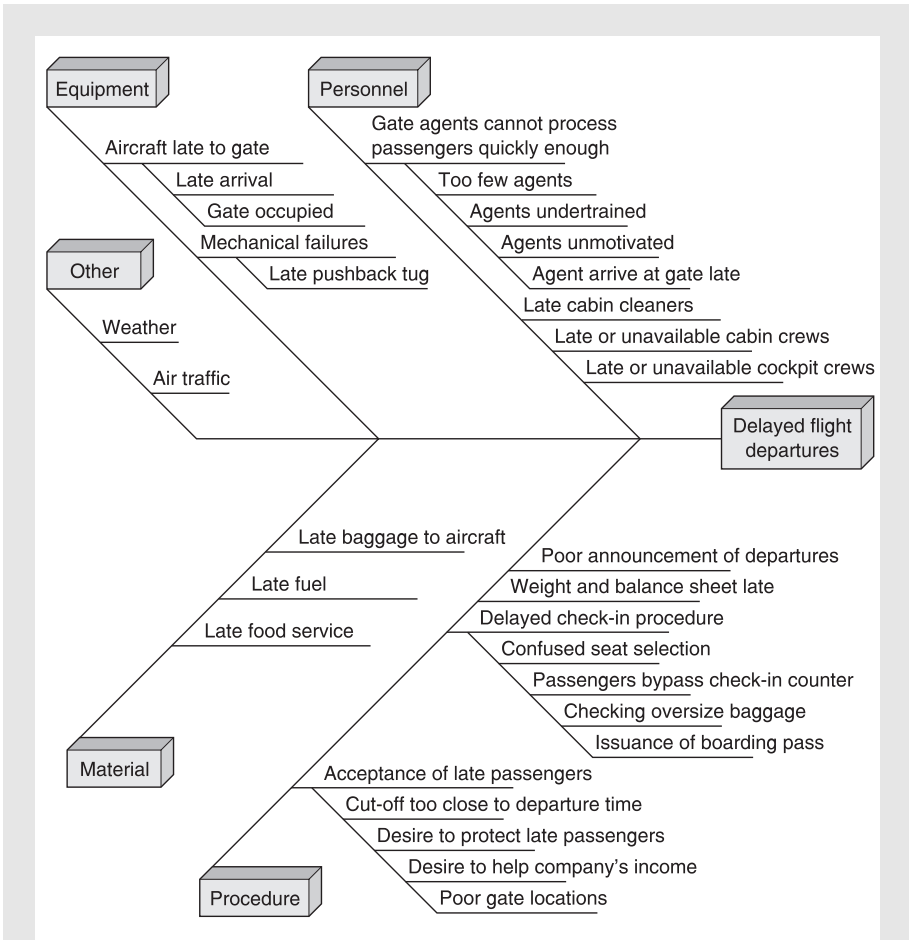 Equipment
Aircraft late to gate
Late arrival
Gate occupied
Mechanical failures
Late pushback tug
Personnel
Gate agents cannot process
passengers quickly enough
Too few agents
Agents undertrained
Agents unmotivated
Agent arrive at gate late
Late cabin cleaners
Late or unavailable cabin crews
Late or unavailable cockpit crews
Other
Weather
Air traffic
Delayed flight
departures
Late baggage to aircraft
Late fuel
Late food service
Material
Poor announcement of departures
Weight and balance sheet late
Delayed check-in procedure
Confused seat selection
Passengers bypass check-in counter
Checking oversize baggage
Issuance of boarding pass
Acceptance of late passengers
Cut-off too close to departure time
Desire to protect late passengers
Desire to help company's income
Poor gate locations
Procedure